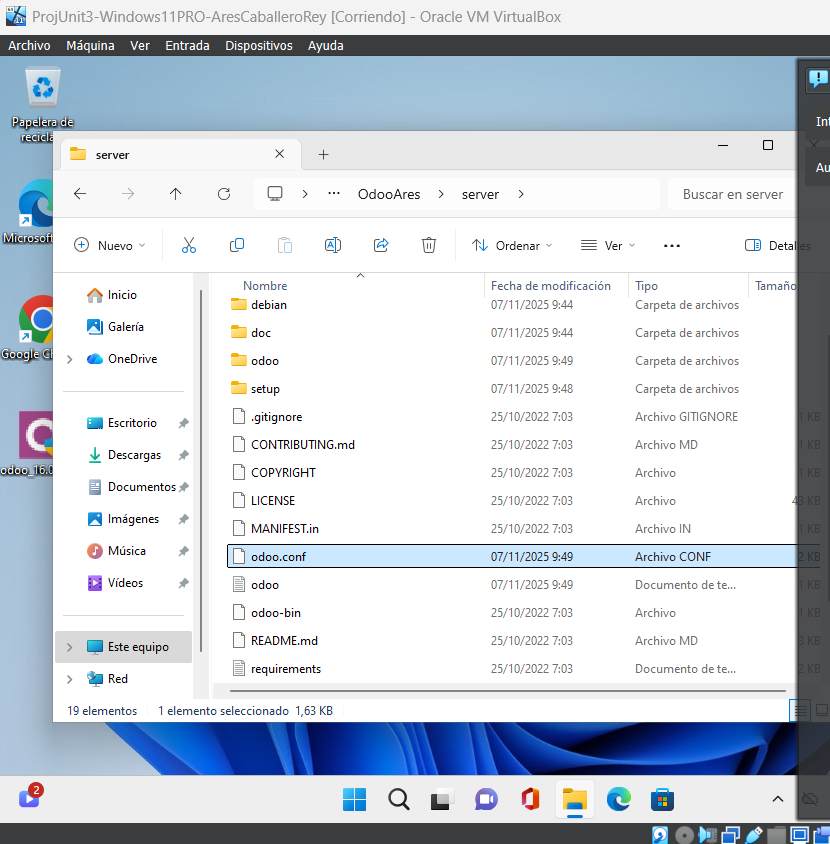 ProjUnit3-Windows11PRO-AresCaballeroRey [Corriendo] - Oracle VM VirtualBox
Archivo Máquina Ver Entrada Dispositivos Ayuda
Papelera de
recicla
Int
Au
server
OdooAres server
Buscar en server
Nuevo Ordenar Ver Detalles
Nombre Fecha de modificación Tipo Tamaño
debian 07/11/2025 9:44 Carpeta de archivos
Inicio
doc 07/11/2025 9:44 Carpeta de archivos
Galería
odoo 07/11/2025 9:49 Carpeta de archivos
OneDrive
setup 07/11/2025 9:48 Carpeta de archivos
.gitignore 25/10/2022 7:03 Archivo GITIGNORE 1 KB
Escritorio
CONTRIBUTING.md 25/10/2022 7:03 Archivo MD 1 KB
Descargas
COPYRIGHT 25/10/2022 7:03 Archivo 1 KB
Documentos
LICENSE 25/10/2022 7:03 Archivo 43 KB
Imágenes
MANIFEST.in 25/10/2022 7:03 Archivo IN 1 KB
Música
odoo.conf 07/11/2025 9:49 Archivo CONF 2 KB
Vídeos
odoo 07/11/2025 9:49 Documento de te...
odoo-bin 25/10/2022 7:03 Archivo 1 KB
Este equipo
README.md 25/10/2022 7:03 Archivo MD 3 KB
Red
requirements 25/10/2022 7:03 Documento de te... 2 KB
19 elementos 1 elemento seleccionado 1,63 KB
Microsoft
Google Ch
odoo_16.0
2